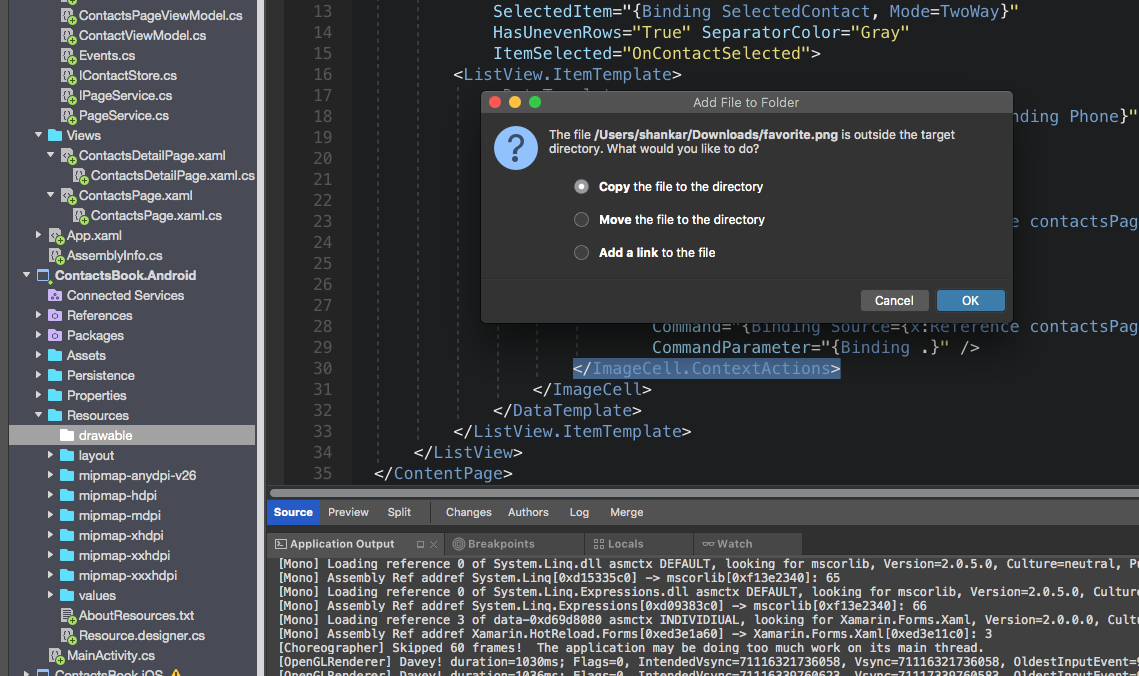 ContactsPageViewModel.cs
ContactViewModel.cs
Events.cs
IContactStore.cs
IPageService.cs
PageService.cs
Views
ContactsDetailPage.xaml
ContactsDetailPage.xaml.cs
ContactsPage.xaml
ContactsPage.xaml.cs
App.xaml
AssemblyInfo.cs
ContactsBook.Android
Connected Services
References
Packages
Assets
Persistence
Properties
Resources
drawable
layout
mipmap-anydpi-v26
mipmap-hdpi
mipmap-mdpi
mipmap-xhdpi
mipmap-xxhdpi
mipmap-xxxhdpi
values
AboutResources.txt
Resource.designer.cs
MainActivity.cs
ContactsBook.iOS
13 SelectedItem="{Binding SelectedContact, Mode=TwoWay}"
14 HasUnevenRows="True" SeparatorColor="Gray"
15 ItemSelected="OnContactSelected">
16 <ListView.ItemTemplate>
17
18 nding Phone}"
19
20
21
22
23 e contactsPag
24
25
26
27
28 Command="{Binding Source={x:Reference contactsPag
29 CommandParameter="{Binding .}" />
30 </ImageCell.ContextActions>
31 </ImageCell>
32 </DataTemplate>
33 </ListView.ItemTemplate>
34 </ListView>
35 </ContentPage>
Add File to Folder
The file /Users/shankar/Downloads/favorite.png is outside the target
directory. What would you like to do?
Copy the file to the directory
Move the file to the directory
Add a link to the file
Cancel OK
Source Preview Split Changes Authors Log Merge
Application Output Breakpoints Locals Watch
[Mono] Loading reference 0 of System.Linq.dll asmctx DEFAULT, looking for mscorlib, Version=2.0.5.0, Culture=neutral, Pu
[Mono] Assembly Ref addref System.Linq[0xd15335c0] -> mscorlib[0xf13e2340]: 65
[Mono] Loading reference 0 of System.Linq.Expressions.dll asmctx DEFAULT, looking for mscorlib, Version=2.0.5.0, Cultur
[Mono] Assembly Ref addref System.Linq.Expressions[0xd09383c0] -> mscorlib[0xf13e2340]: 66
[Mono] Loading reference 3 of data-0xd69d8080 asmctx INDIVIDIUAL, looking for Xamarin.Forms.Xaml, Version=2.0.0.0, Cultu
[Mono] Assembly Ref addref Xamarin.HotReload.Forms[0xed3e1a60] -> Xamarin.Forms.Xaml[0xed3e11c0]: 3
[Choreographer] Skipped 60 frames! The application may be doing too much work on its main thread.
[OpenGLRenderer] Davey! duration=1030ms; Flags=0, IntendedVsync=71116321736058, Vsync=71116321736058, OldestInputEvent=9